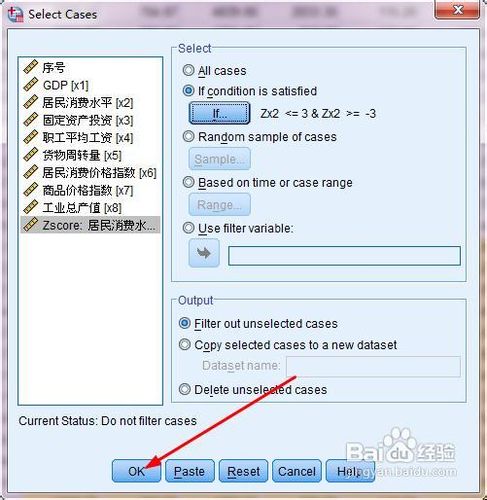 Select Cases
序号
GDP [x1]
居民消费水平 [x2]
固定资产投资 [x3]
职工平均工资 [x4]
货物周转量 [x5]
居民消费价格指数 [x6]
商品价格指数 [x7]
工业总产值 [x8]
Zscore: 居民消费水...
Select
All cases
If condition is satisfied
If... Zx2 <= 3 & Zx2 >= -3
Random sample of cases
Sample...
Based on time or case range
Range...
Use filter variable:
Output
Filter out unselected cases
Copy selected cases to a new dataset
Dataset name:
Delete unselected cases
Current Status: Do not filter cases
OK Paste Reset Cancel Help
Baidu 经验
jingyan.baidu.com